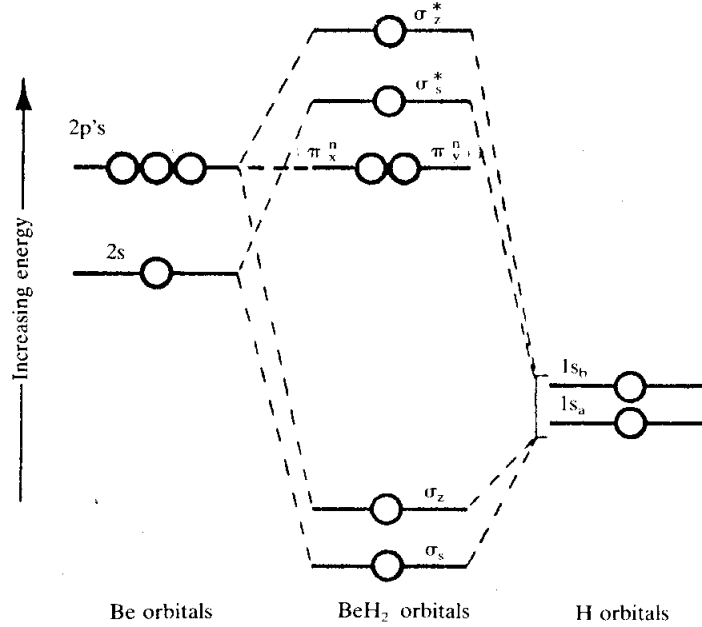 σ*z
σ*s
2p's
πⁿx
πⁿy
2s
Increasing energy
1sb
1sa
σz
σs
Be orbitals
BeH₂ orbitals
H orbitals